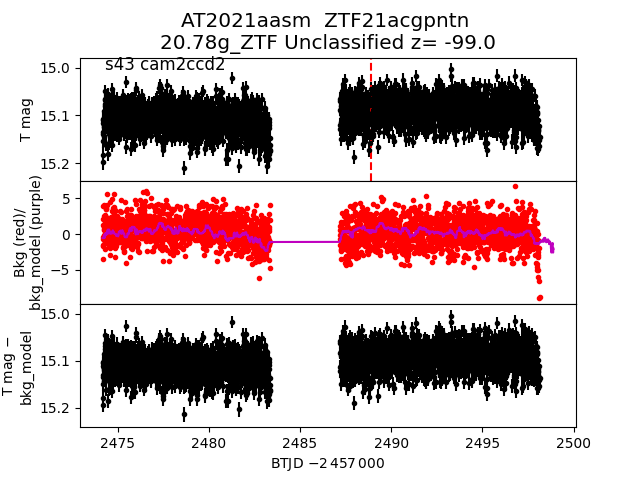 AT2021aasm  ZTF21acgpntn
20.78g_ZTF Unclassified z= -99.0
s43 cam2ccd2
15.0
15.1
15.2
T mag
5
0
−5
Bkg (red)/
bkg_model (purple)
15.0
15.1
15.2
T mag −
bkg_model
2475
2480
2485
2490
2495
2500
BTJD −2 457 000